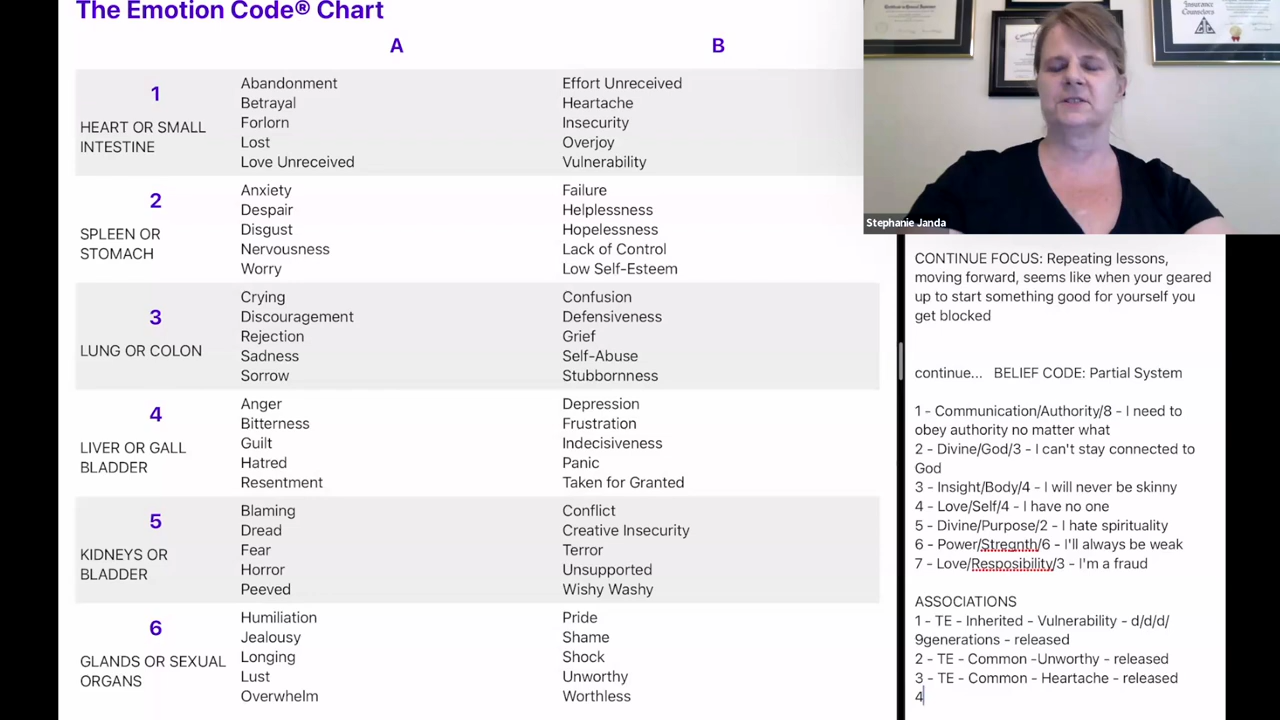 The Emotion Code® Chart
A
B
1
HEART OR SMALL
INTESTINE
Abandonment
Betrayal
Forlorn
Lost
Love Unreceived
Effort Unreceived
Heartache
Insecurity
Overjoy
Vulnerability
2
SPLEEN OR
STOMACH
Anxiety
Despair
Disgust
Nervousness
Worry
Failure
Helplessness
Hopelessness
Lack of Control
Low Self-Esteem
3
LUNG OR COLON
Crying
Discouragement
Rejection
Sadness
Sorrow
Confusion
Defensiveness
Grief
Self-Abuse
Stubbornness
4
LIVER OR GALL
BLADDER
Anger
Bitterness
Guilt
Hatred
Resentment
Depression
Frustration
Indecisiveness
Panic
Taken for Granted
5
KIDNEYS OR
BLADDER
Blaming
Dread
Fear
Horror
Peeved
Conflict
Creative Insecurity
Terror
Unsupported
Wishy Washy
6
GLANDS OR SEXUAL
ORGANS
Humiliation
Jealousy
Longing
Lust
Overwhelm
Pride
Shame
Shock
Unworthy
Worthless
Insurance
Counselors
Stephanie Janda
CONTINUE FOCUS: Repeating lessons,
moving forward, seems like when your geared
up to start something good for yourself you
get blocked
continue... BELIEF CODE: Partial System
1 - Communication/Authority/8 - I need to
obey authority no matter what
2 - Divine/God/3 - I can't stay connected to
God
3 - Insight/Body/4 - I will never be skinny
4 - Love/Self/4 - I have no one
5 - Divine/Purpose/2 - I hate spirituality
6 - Power/Stregnth/6 - I'll always be weak
7 - Love/Resposibility/3 - I'm a fraud
ASSOCIATIONS
1 - TE - Inherited - Vulnerability - d/d/d/
9generations - released
2 - TE - Common -Unworthy - released
3 - TE - Common - Heartache - released
4